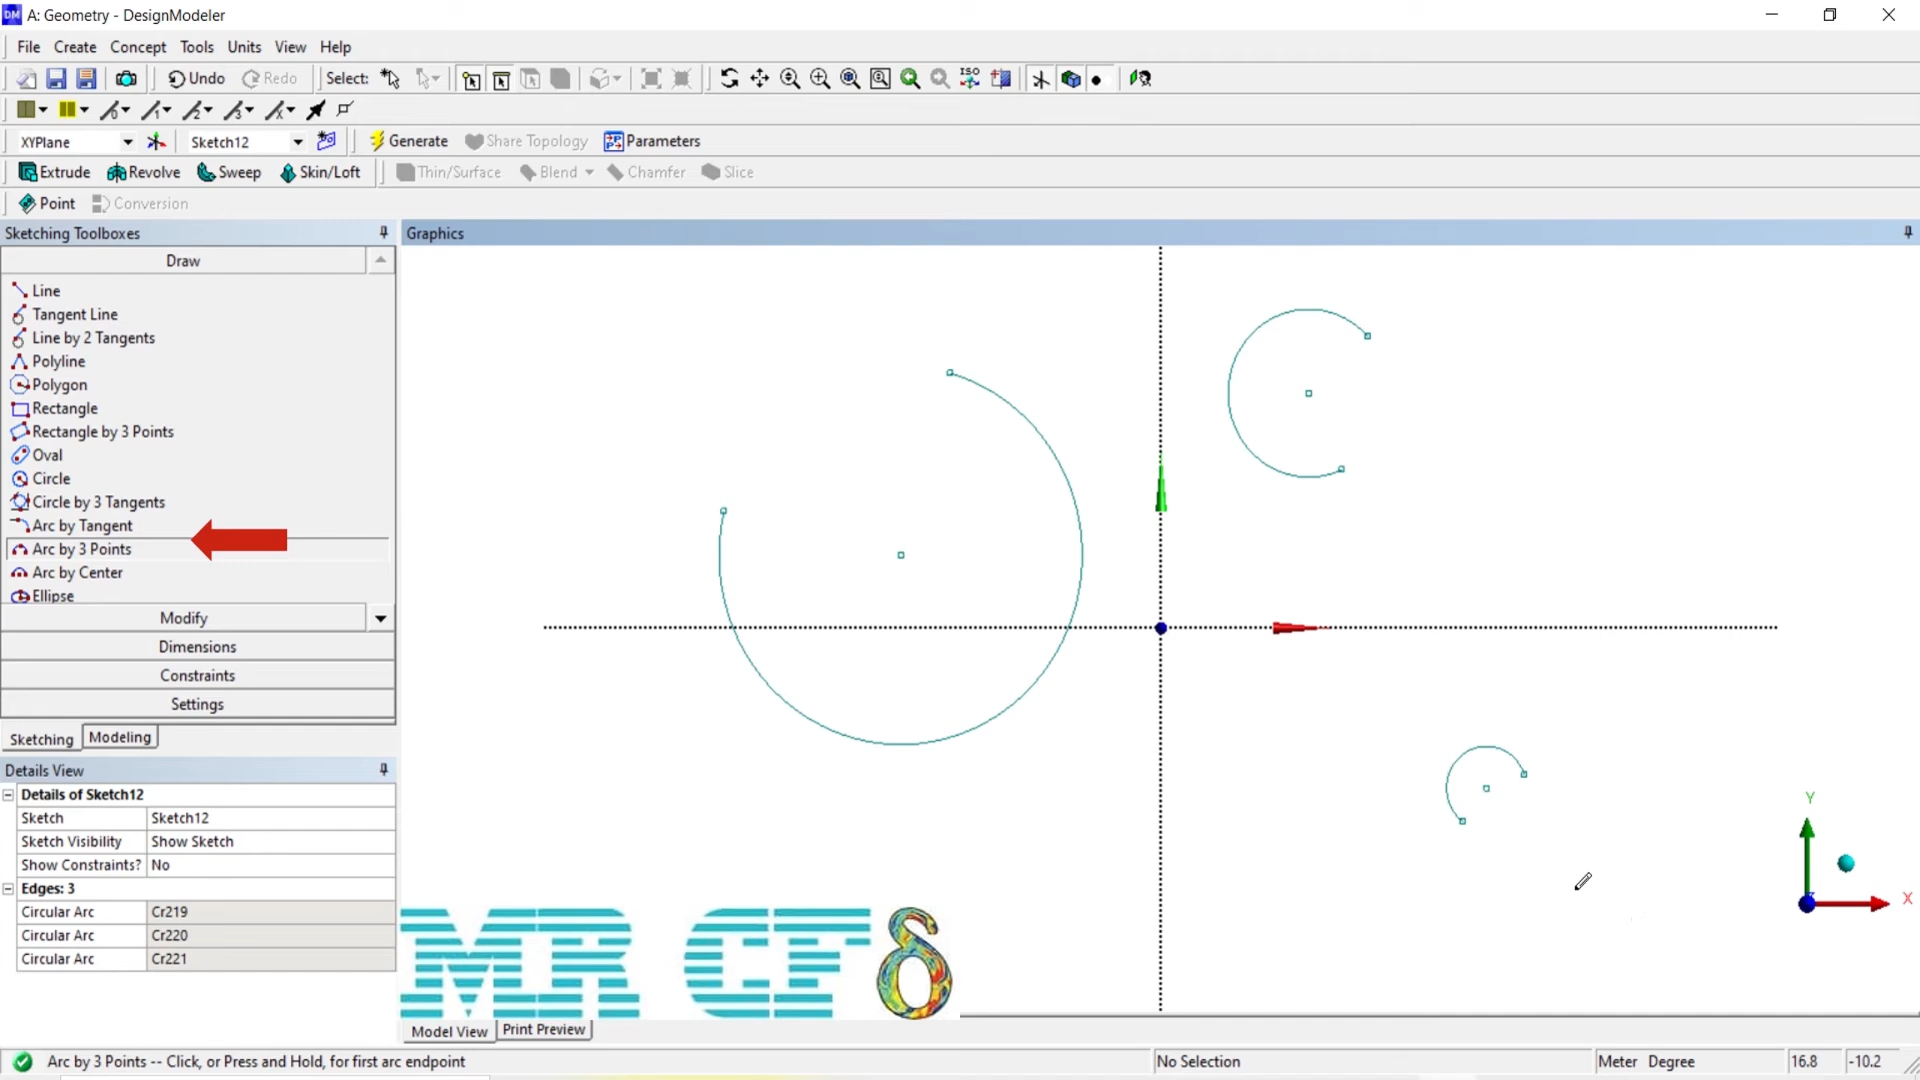 DM A: Geometry - DesignModeler
File Create Concept Tools Units View Help
Undo Redo Select: ISO
XYPlane Sketch12 Generate Share Topology Parameters
Extrude Revolve Sweep Skin/Loft Thin/Surface Blend Chamfer Slice
Point Conversion
Sketching Toolboxes
Draw
Line
Tangent Line
Line by 2 Tangents
Polyline
Polygon
Rectangle
Rectangle by 3 Points
Oval
Circle
Circle by 3 Tangents
Arc by Tangent
Arc by 3 Points
Arc by Center
Ellipse
Modify
Dimensions
Constraints
Settings
Sketching Modeling
Details View
Details of Sketch12
Sketch Sketch12
Sketch Visibility Show Sketch
Show Constraints? No
Edges: 3
Circular Arc Cr219
Circular Arc Cr220
Circular Arc Cr221
Graphics
Y
X
MR CFδ
Model View Print Preview
Arc by 3 Points -- Click, or Press and Hold, for first arc endpoint No Selection Meter Degree 16.8 -10.2